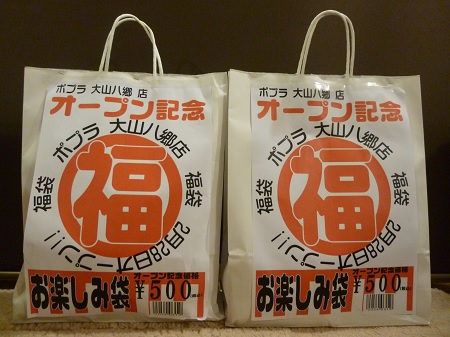 ポプラ 大山八郷 店
オープン記念
ポプラ 大山八郷店
福袋
福
福袋
2月28日オープン!!
オープン記念価格
お楽しみ袋
¥500
ポプラ 大山八郷 店
オープン記念
ポプラ 大山八郷店
福袋
福
福袋
2月28日オープン!!
オープン記念価格
お楽しみ袋
¥500